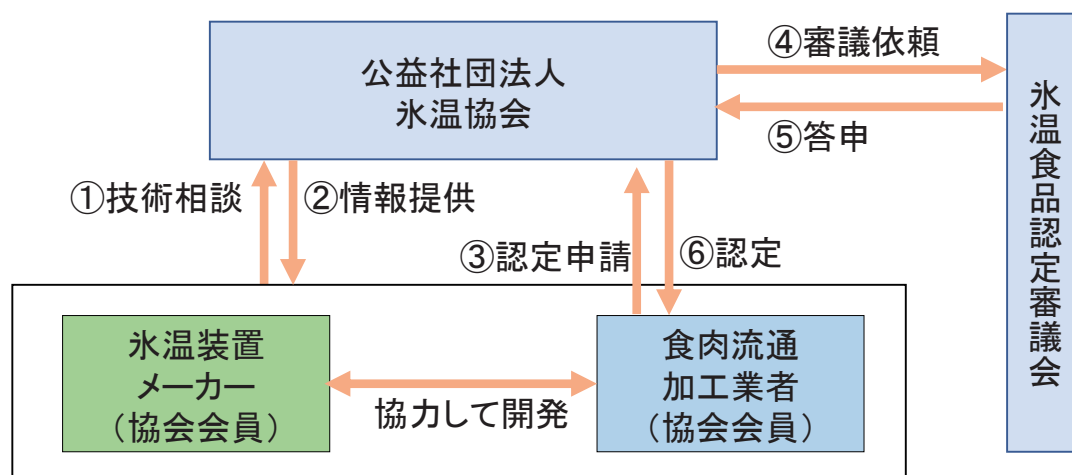 公益社団法人
氷温協会
④審議依頼
⑤答申
氷温食品認定審議会
①技術相談
②情報提供
③認定申請
⑥認定
氷温装置
メーカー
（協会会員）
協力して開発
食肉流通
加工業者
（協会会員）